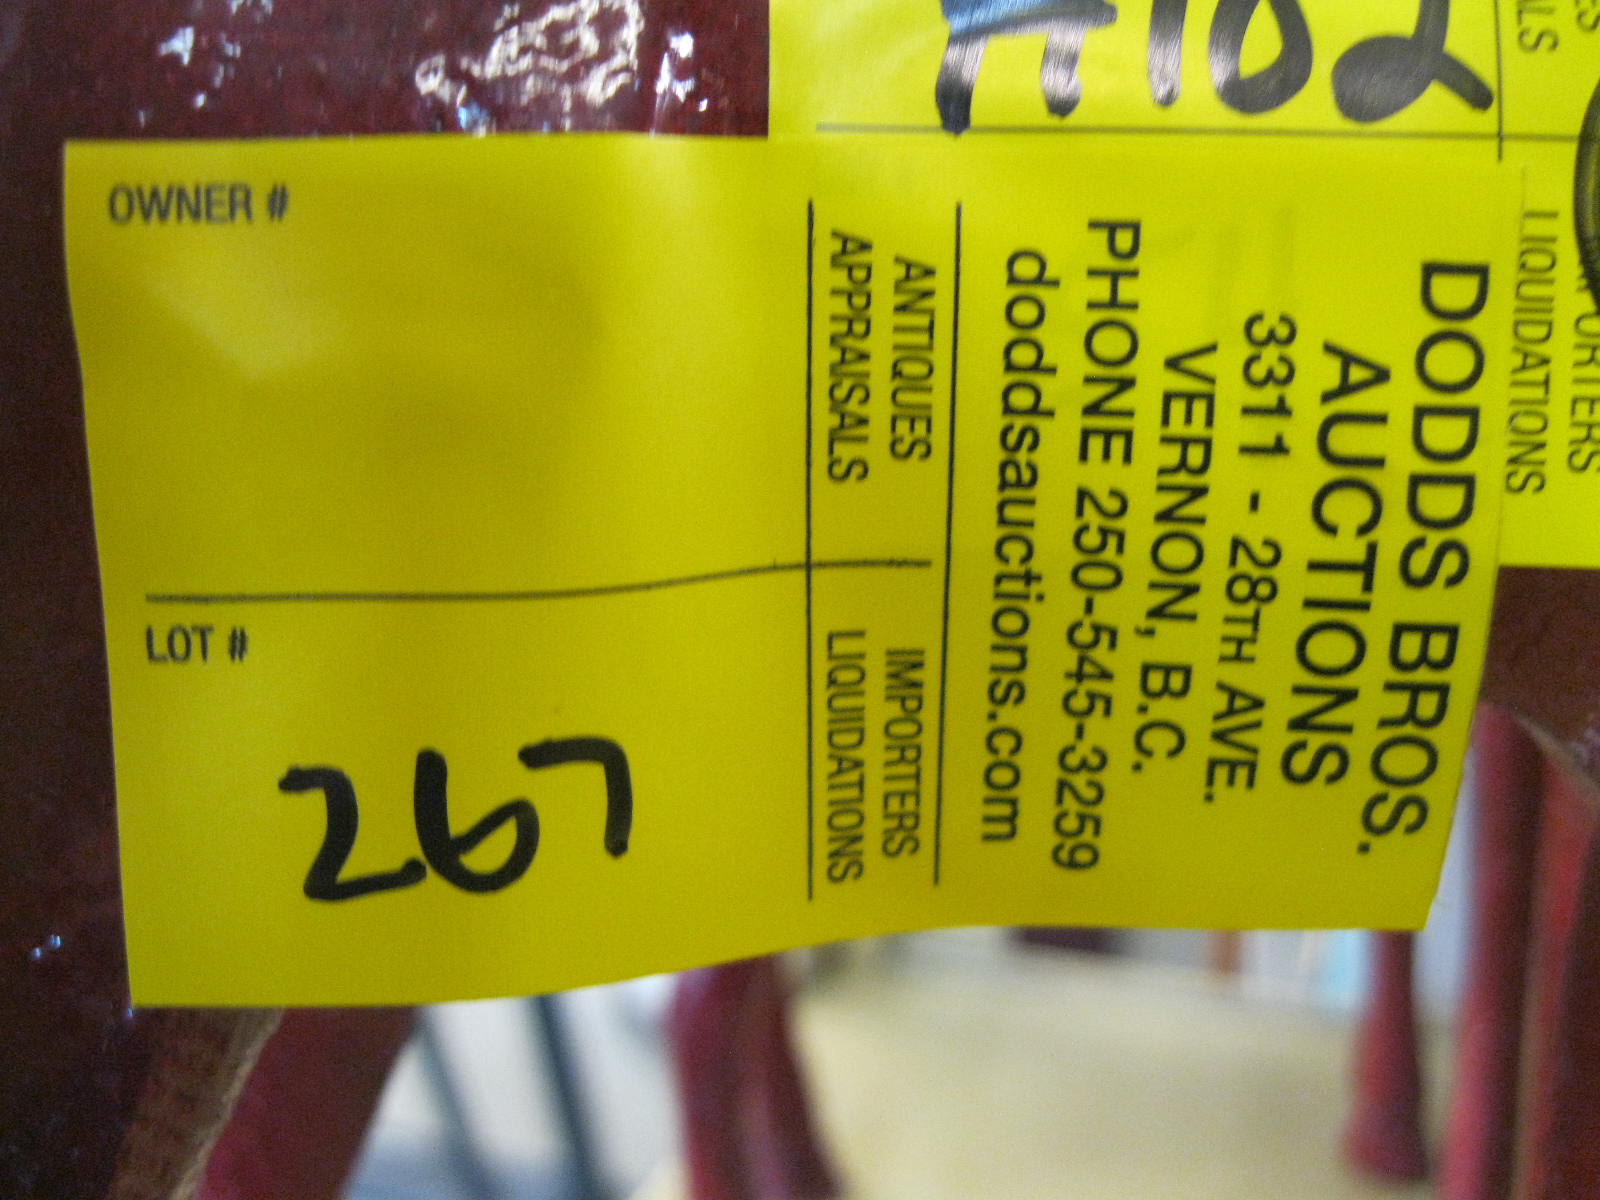 A102
OWNER #
LOT #
267
ANTIQUES
APPRAISALS
IMPORTERS
LIQUIDATIONS
DODDS BROS.
AUCTIONS
3311 - 28TH AVE.
VERNON, B.C.
PHONE 250-545-3259
doddsauctions.com
LIQUIDATIONS